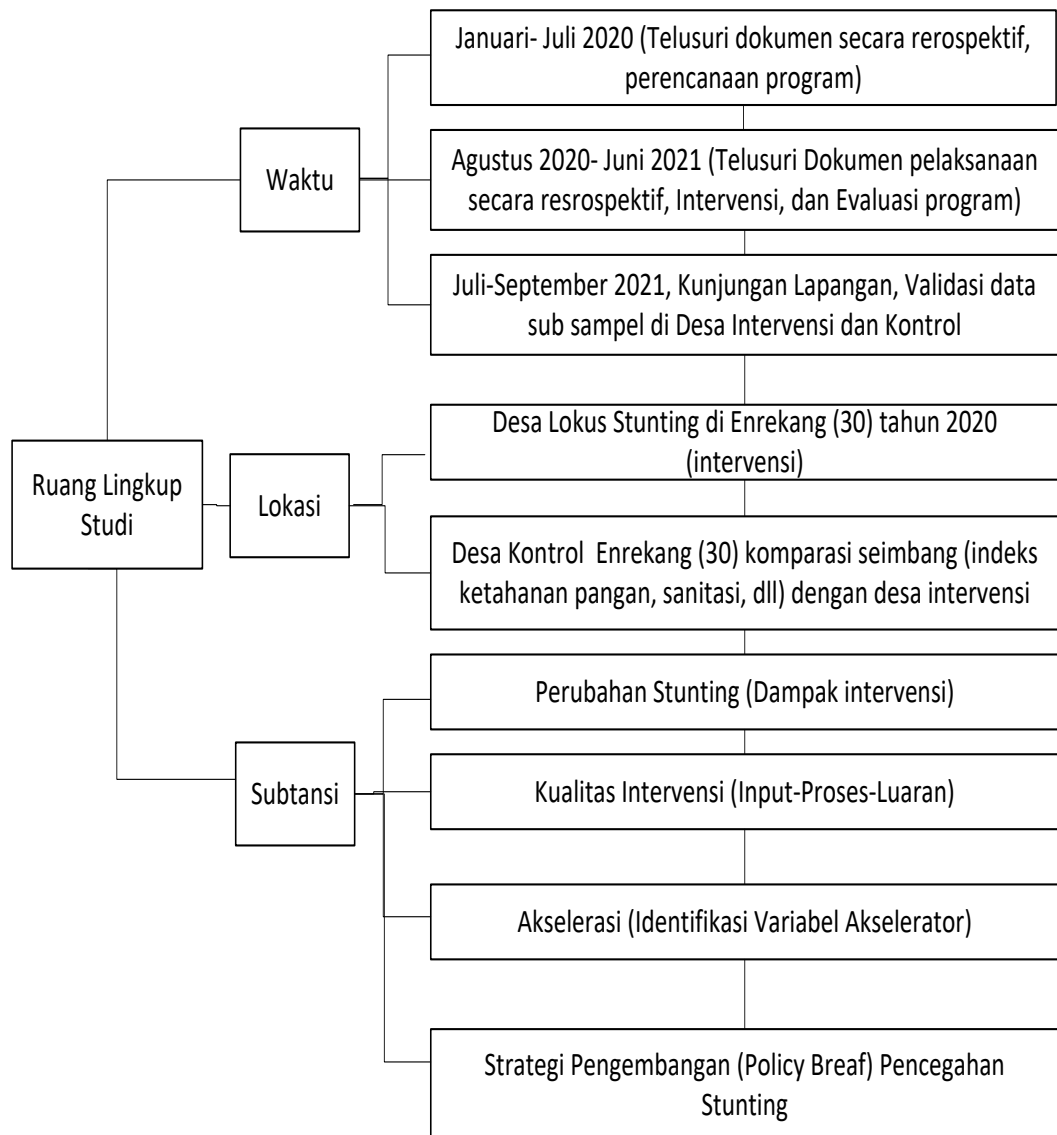 Januari- Juli 2020 (Telusuri dokumen secara rerospektif,
perencanaan program)
Waktu
Agustus 2020- Juni 2021 (Telusuri Dokumen pelaksanaan
secara resrospektif, Intervensi, dan Evaluasi program)
Juli-September 2021, Kunjungan Lapangan, Validasi data
sub sampel di Desa Intervensi dan Kontrol
Ruang Lingkup
Studi
Lokasi
Desa Lokus Stunting di Enrekang (30) tahun 2020
(intervensi)
Desa Kontrol Enrekang (30) komparasi seimbang (indeks
ketahanan pangan, sanitasi, dll) dengan desa intervensi
Subtansi
Perubahan Stunting (Dampak intervensi)
Kualitas Intervensi (Input-Proses-Luaran)
Akselerasi (Identifikasi Variabel Akselerator)
Strategi Pengembangan (Policy Breaf) Pencegahan
Stunting